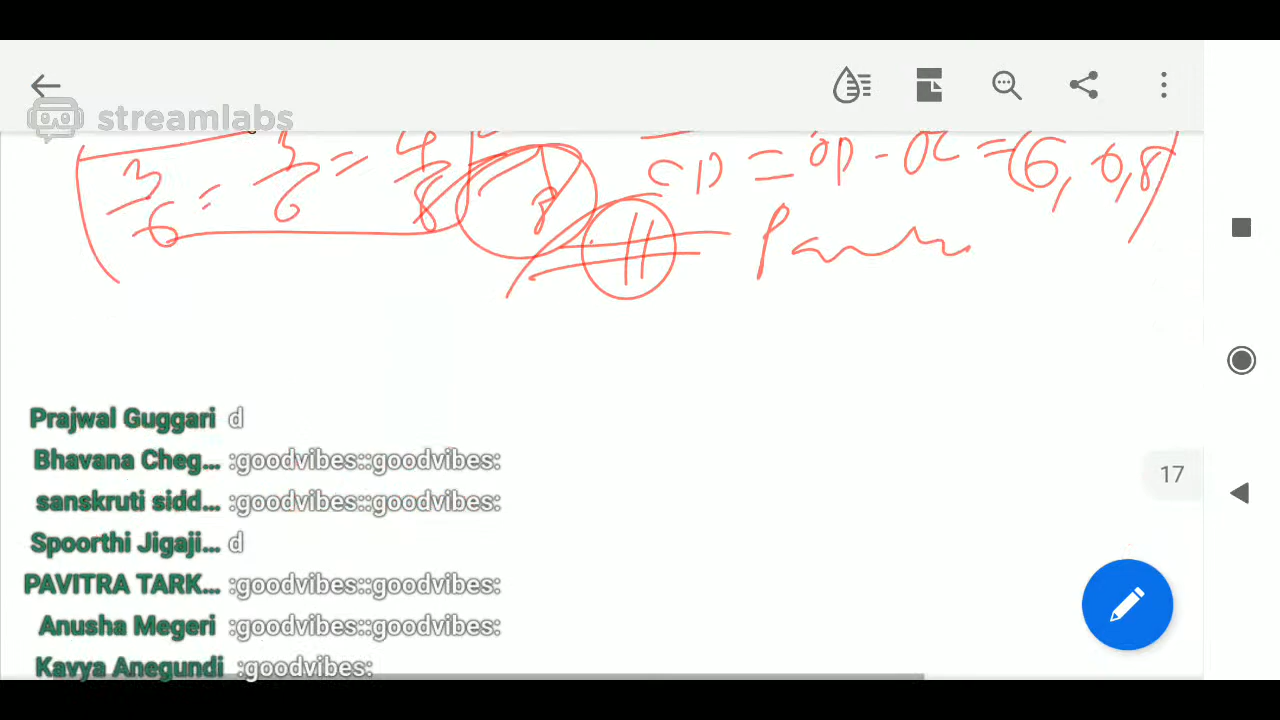 streamlabs
3/6 = 3/6 = 4/8
CD = OD - OC = (6, 6, 8)
||
17
Prajwal Guggari d
Bhavana Cheg... :goodvibes::goodvibes:
sanskruti sidd... :goodvibes::goodvibes:
Spoorthi Jigaji... d
PAVITRA TARK... :goodvibes::goodvibes:
Anusha Megeri :goodvibes::goodvibes:
Kavya Anegundi :goodvibes: